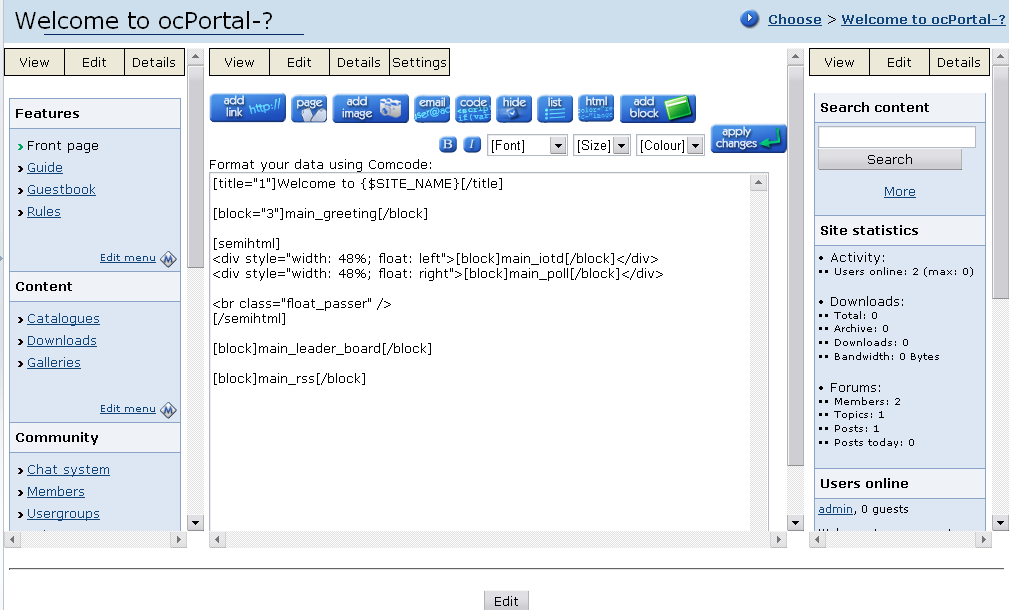 Welcome to ocPortal-?
Choose > Welcome to ocPortal-?
View Edit Details
Features
Front page
Guide
Guestbook
Rules
Edit menu
Content
Catalogues
Downloads
Galleries
Edit menu
Community
Chat system
Members
Usergroups
View Edit Details Settings
add link http://
page
add image
email user@ac
code
hide
list
html
add block
B I [Font] [Size] [Colour] apply changes
Format your data using Comcode:
[title="1"]Welcome to {$SITE_NAME}[/title]
[block="3"]main_greeting[/block]
[semihtml]
<div style="width: 48%; float: left">[block]main_iotd[/block]</div>
<div style="width: 48%; float: right">[block]main_poll[/block]</div>
<br class="float_passer" />
[/semihtml]
[block]main_leader_board[/block]
[block]main_rss[/block]
View Edit Details
Search content
Search
More
Site statistics
• Activity:
•• Users online: 2 (max: 0)
• Downloads:
•• Total: 0
•• Archive: 0
•• Downloads: 0
•• Bandwidth: 0 Bytes
• Forums:
•• Members: 2
•• Topics: 1
•• Posts: 1
•• Posts today: 0
Users online
admin, 0 guests
Edit